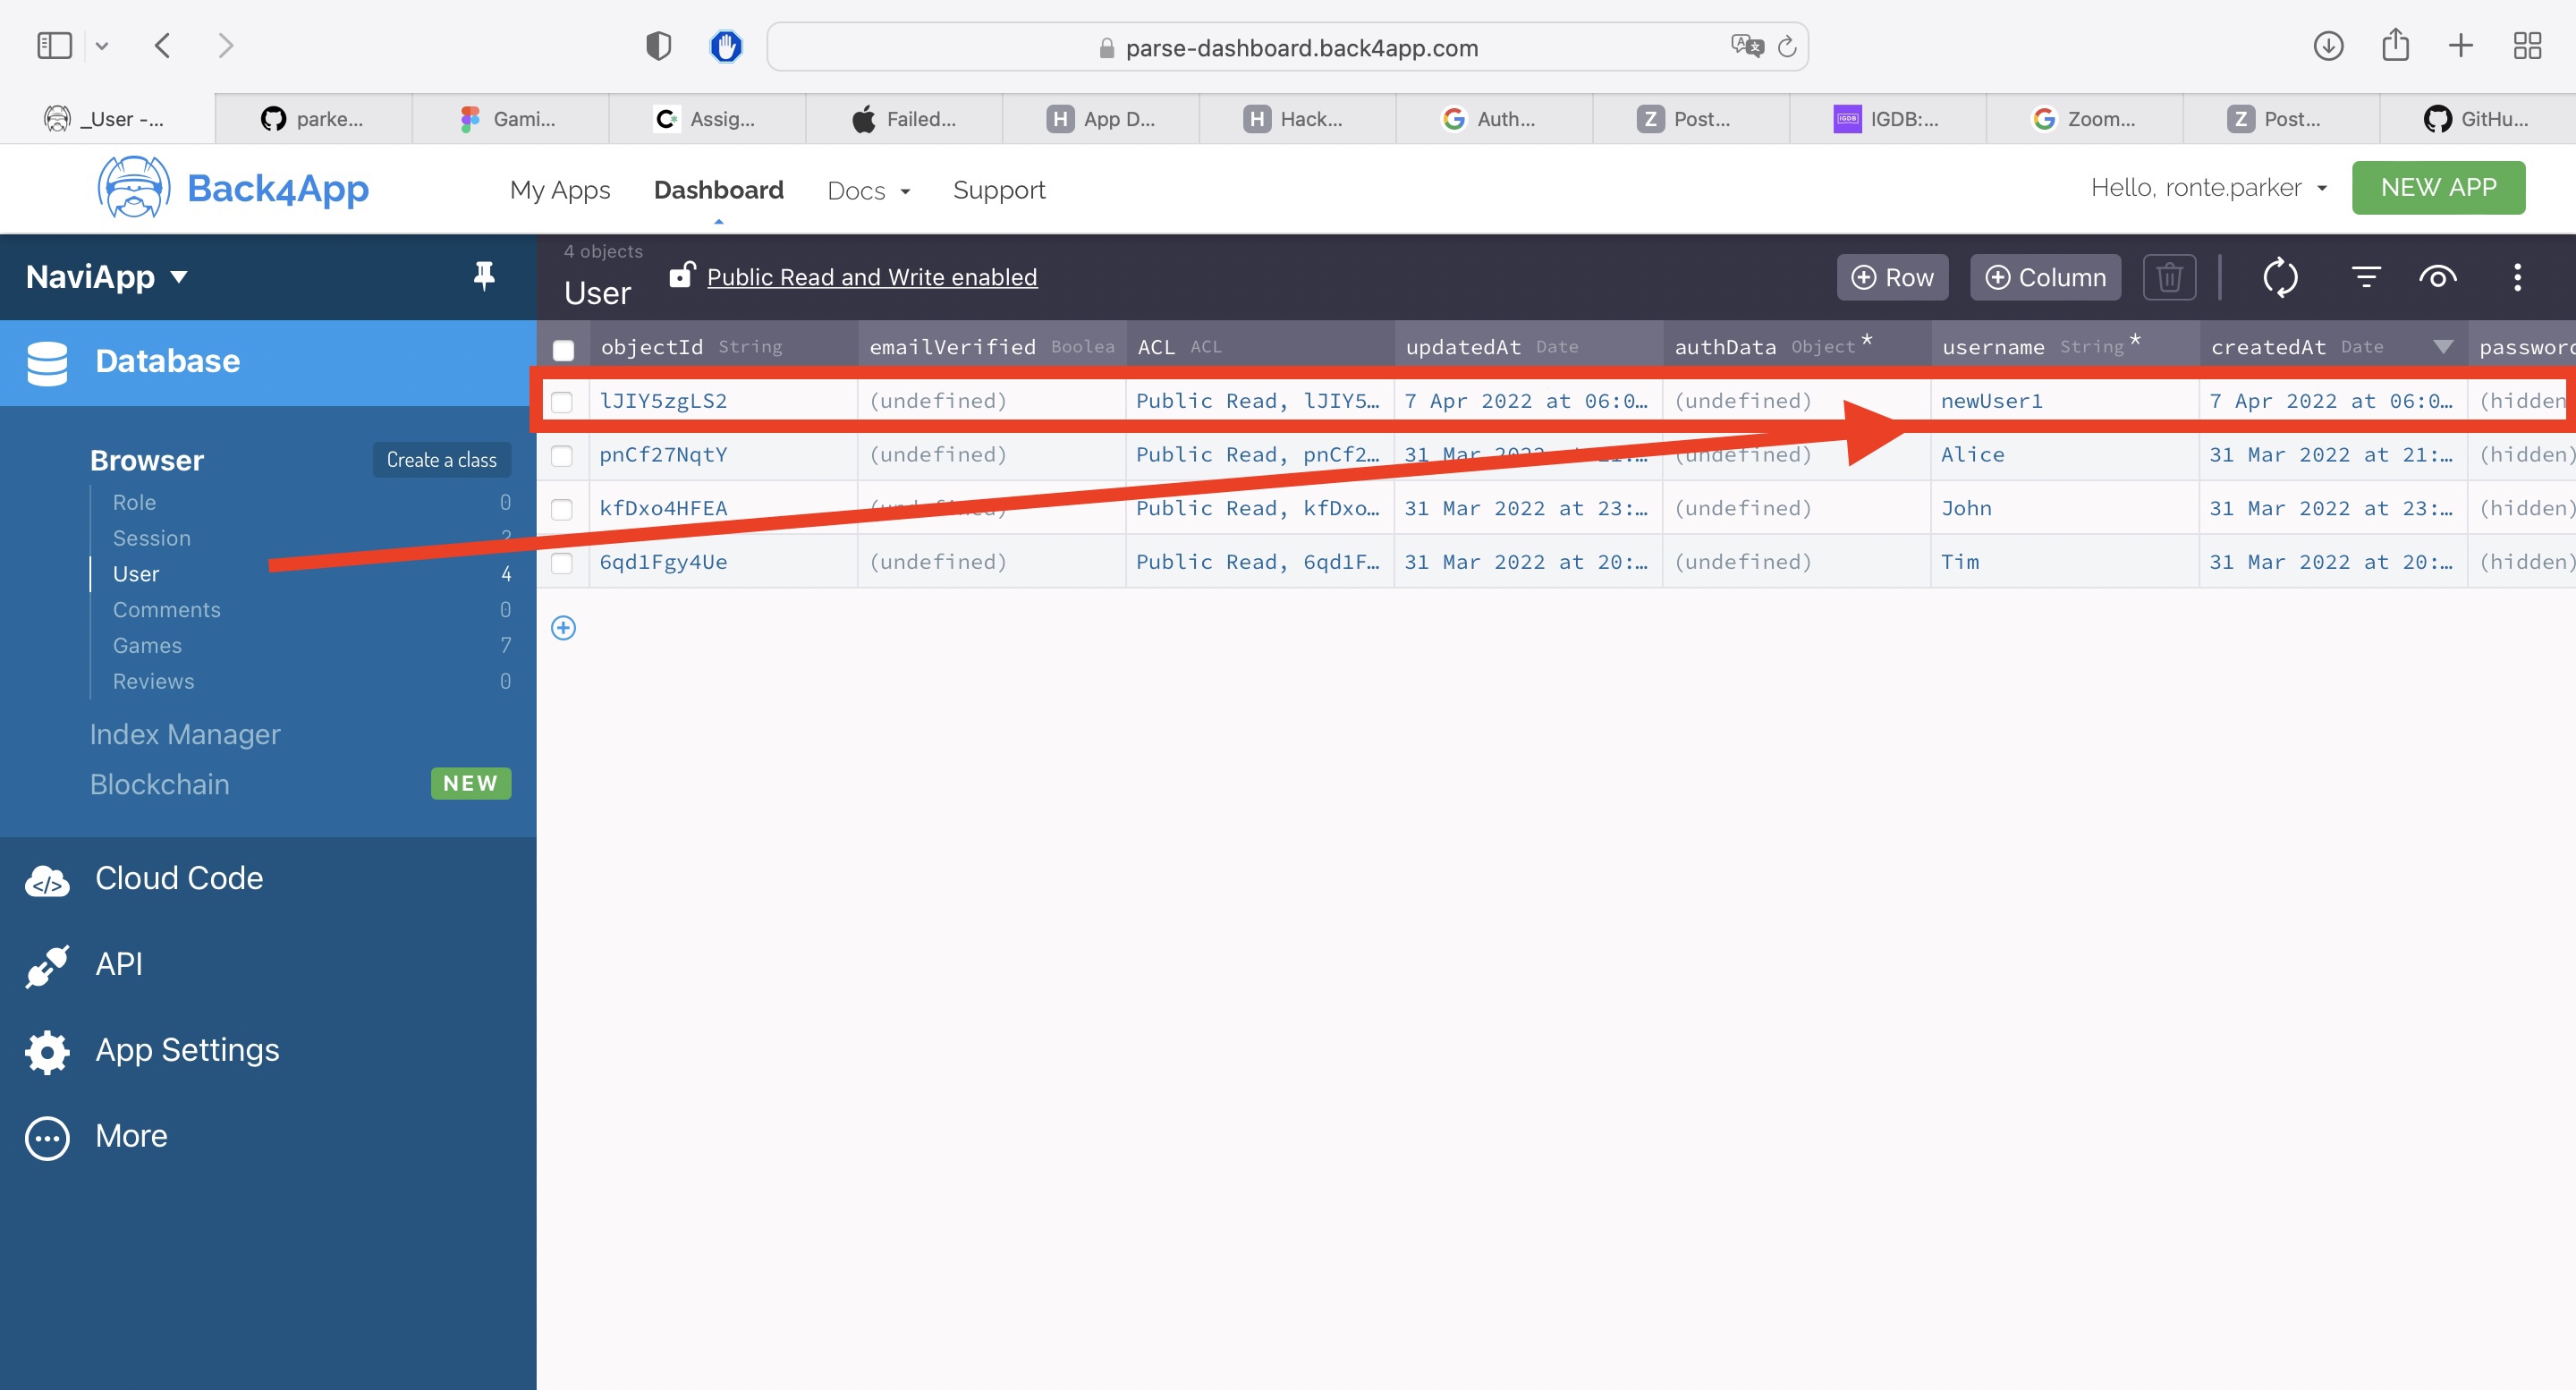 parse-dashboard.back4app.com
_User -...
parke...
Gami...
Assig...
Failed...
H App D...
H Hack...
Auth...
Z Post...
IGDB IGDB:...
Zoom...
Z Post...
GitHu...
Back4App
My Apps Dashboard Docs Support
Hello, ronte.parker NEW APP
NaviApp
4 objects
User Public Read and Write enabled
Row Column
Database
Browser Create a class
Role 0
Session 2
User 4
Comments 0
Games 7
Reviews 0
Index Manager
Blockchain NEW
Cloud Code
API
App Settings
More
objectId String emailVerified Boolea ACL ACL updatedAt Date authData Object * username String * createdAt Date password
lJIY5zgLS2 (undefined) Public Read, lJIY5… 7 Apr 2022 at 06:0… (undefined) newUser1 7 Apr 2022 at 06:0… (hidden
pnCf27NqtY (undefined) Public Read, pnCf2… 31 Mar 2022 at 21:… (undefined) Alice 31 Mar 2022 at 21:… (hidden)
kfDxo4HFEA (undefined) Public Read, kfDxo… 31 Mar 2022 at 23:… (undefined) John 31 Mar 2022 at 23:… (hidden)
6qd1Fgy4Ue (undefined) Public Read, 6qd1F… 31 Mar 2022 at 20:… (undefined) Tim 31 Mar 2022 at 20:… (hidden)